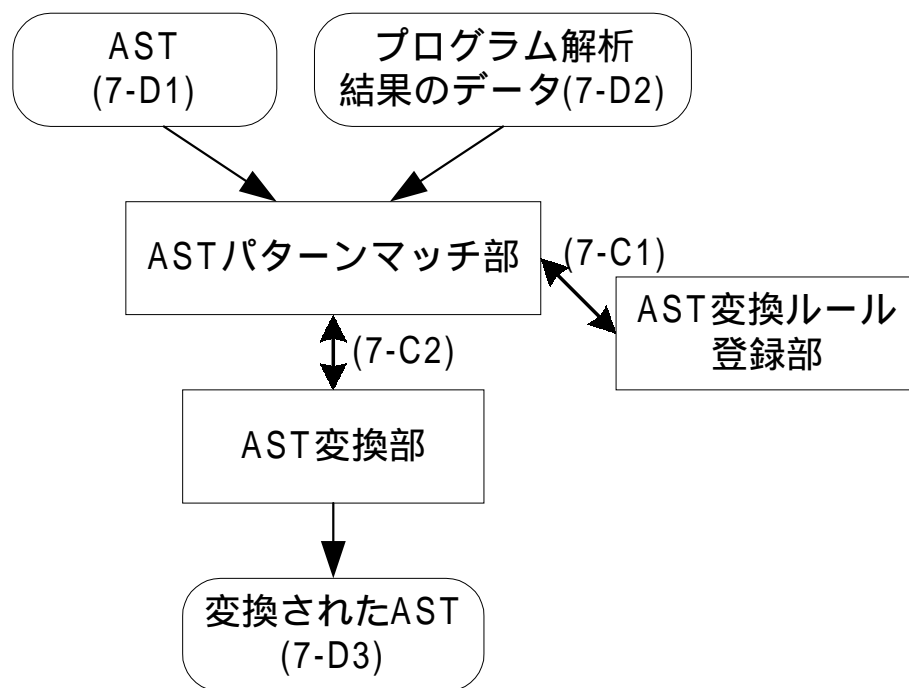 AST
(7-D1)
プログラム解析
結果のデータ(7-D2)
ASTパターンマッチ部
(7-C1)
AST変換ルール
登録部
(7-C2)
AST変換部
変換されたAST
(7-D3)